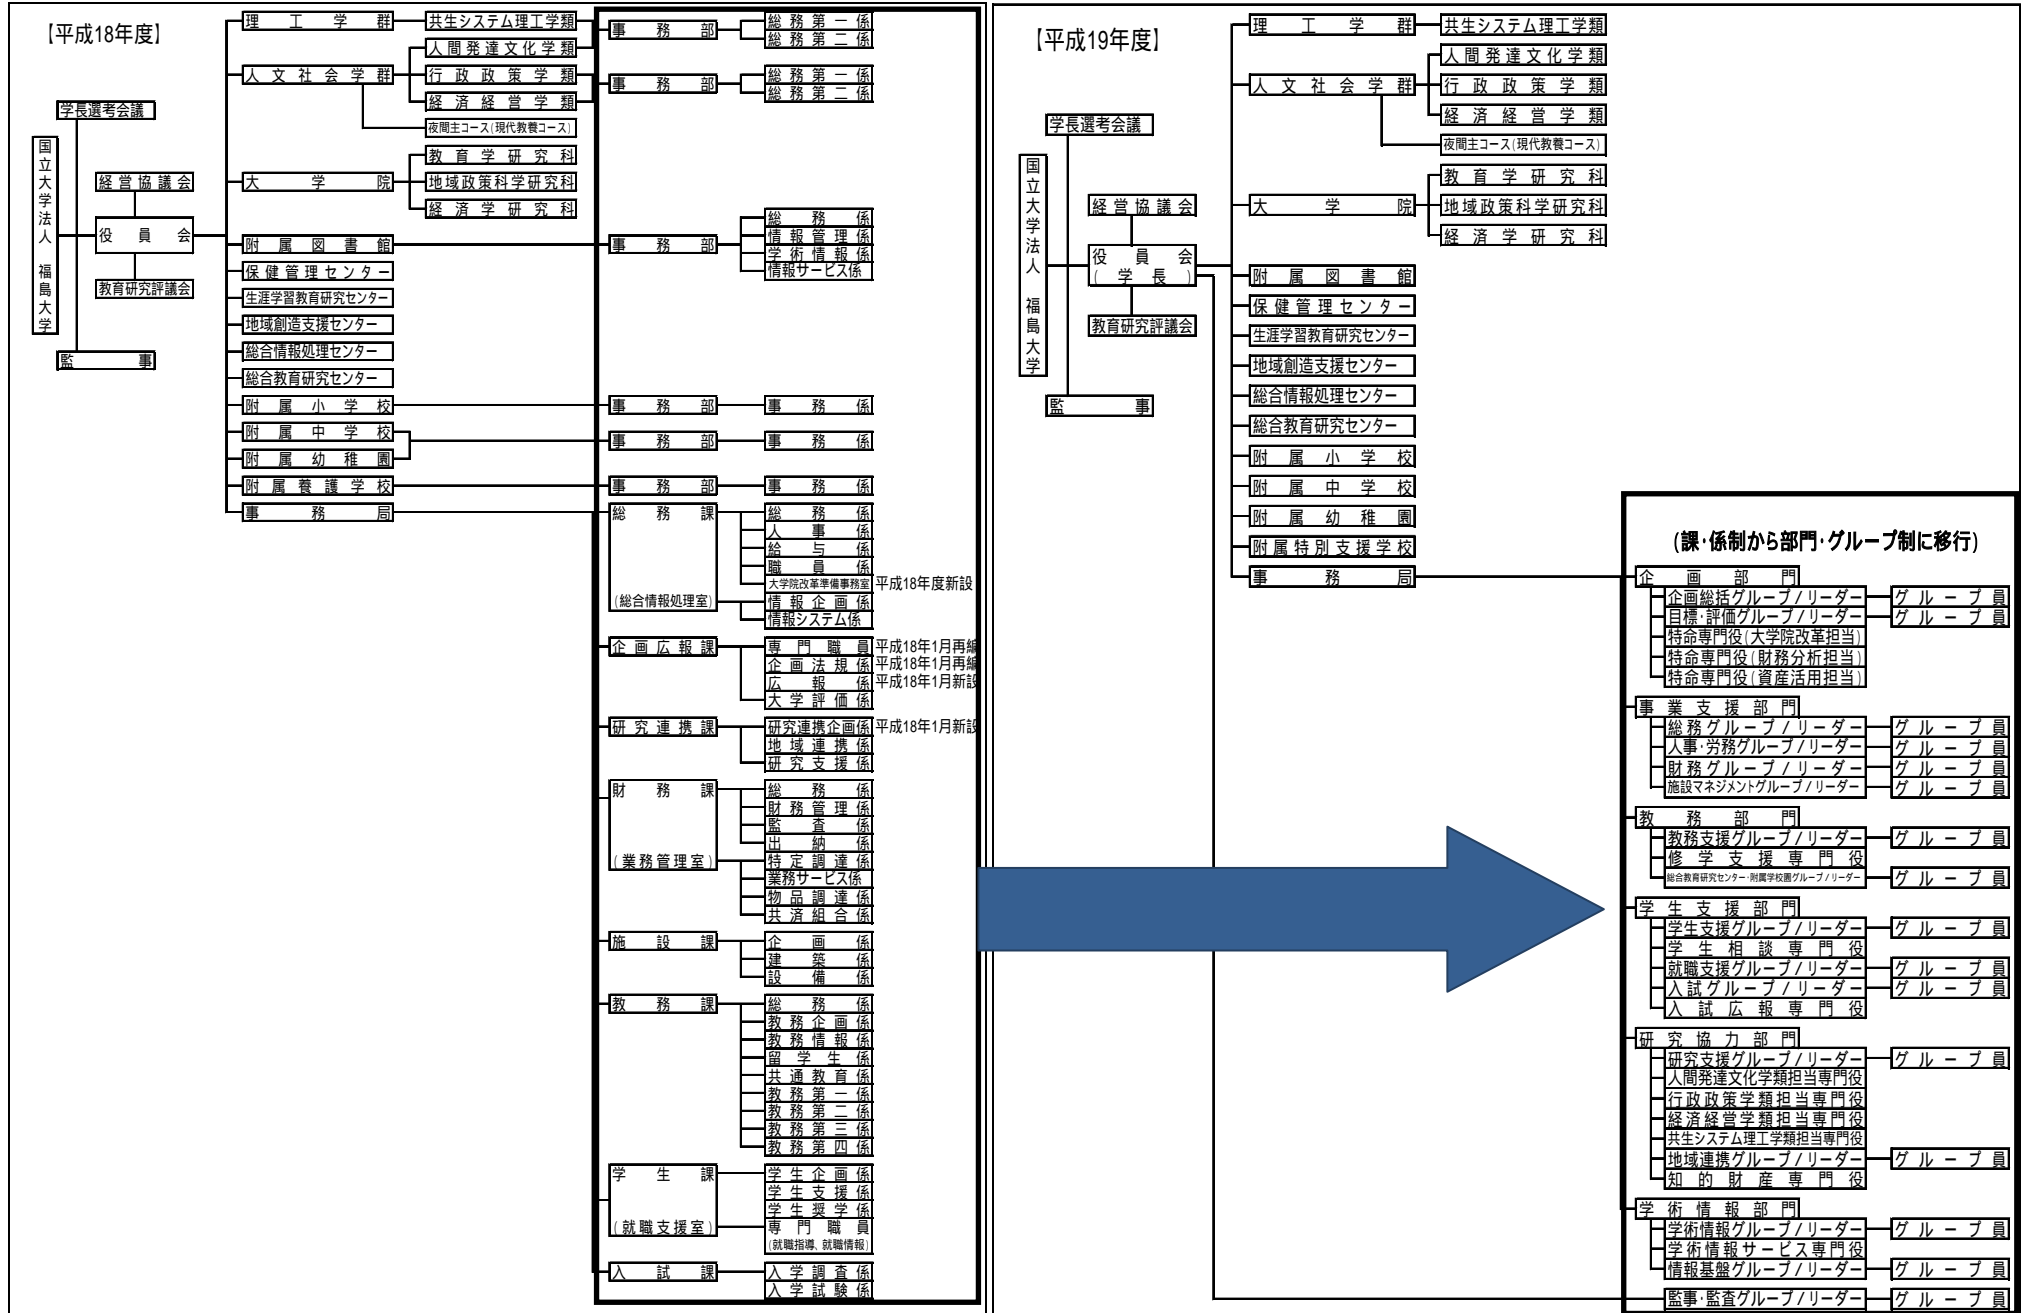 【平成18年度】
学長選考会議
国立大学法人 福島大学
経営協議会
役員会
教育研究評議会
監事
理工学群
共生システム理工学類
人文社会学群
人間発達文化学類
行政政策学類
経済経営学類
夜間主コース(現代教養コース)
大学院
教育学研究科
地域政策科学研究科
経済学研究科
附属図書館
保健管理センター
生涯学習教育研究センター
地域創造支援センター
総合情報処理センター
総合教育研究センター
附属小学校
附属中学校
附属幼稚園
附属養護学校
事務局
事務部
総務第一係
総務第二係
事務部
総務第一係
総務第二係
事務部
総務係
情報管理係
学術情報係
情報サービス係
事務部
事務係
事務部
事務係
事務部
事務係
総務課
総務係
人事係
給与係
職員係
大学院改革準備事務室 平成18年度新設
(総合情報処理室)
情報企画係
情報システム係
企画広報課
専門職員 平成18年1月再編
企画法規係 平成18年1月再編
広報係 平成18年1月新設
大学評価係
研究連携課
研究連携企画係 平成18年1月新設
地域連携係
研究支援係
財務課
総務係
財務管理係
監査係
出納係
(業務管理室)
特定調達係
業務サービス係
物品調達係
共済組合係
施設課
企画係
建築係
設備係
教務課
総務係
教務企画係
教務情報係
留学生係
共通教育係
教務第一係
教務第二係
教務第三係
教務第四係
学生課
学生企画係
学生支援係
学生奨学係
(就職支援室)
専門職員
(就職指導、就職情報)
入試課
入学調査係
入学試験係
【平成19年度】
学長選考会議
国立大学法人 福島大学
経営協議会
役員会
(学長)
教育研究評議会
監事
理工学群
共生システム理工学類
人文社会学群
人間発達文化学類
行政政策学類
経済経営学類
夜間主コース(現代教養コース)
大学院
教育学研究科
地域政策科学研究科
経済学研究科
附属図書館
保健管理センター
生涯学習教育研究センター
地域創造支援センター
総合情報処理センター
総合教育研究センター
附属小学校
附属中学校
附属幼稚園
附属特別支援学校
事務局
(課・係制から部門・グループ制に移行)
企画部門
企画総括グループ/リーダー グループ員
目標・評価グループ/リーダー グループ員
特命専門役(大学院改革担当)
特命専門役(財務分析担当)
特命専門役(資産活用担当)
事業支援部門
総務グループ/リーダー グループ員
人事・労務グループ/リーダー グループ員
財務グループ/リーダー グループ員
施設マネジメントグループ/リーダー グループ員
教務部門
教務支援グループ/リーダー グループ員
修学支援専門役
総合教育研究センター・附属学校園グループ/リーダー グループ員
学生支援部門
学生支援グループ/リーダー グループ員
学生相談専門役
就職支援グループ/リーダー グループ員
入試グループ/リーダー グループ員
入試広報専門役
研究協力部門
研究支援グループ/リーダー グループ員
人間発達文化学類担当専門役
行政政策学類担当専門役
経済経営学類担当専門役
共生システム理工学類担当専門役
地域連携グループ/リーダー グループ員
知的財産専門役
学術情報部門
学術情報グループ/リーダー グループ員
学術情報サービス専門役
情報基盤グループ/リーダー グループ員
監事・監査グループ/リーダー グループ員